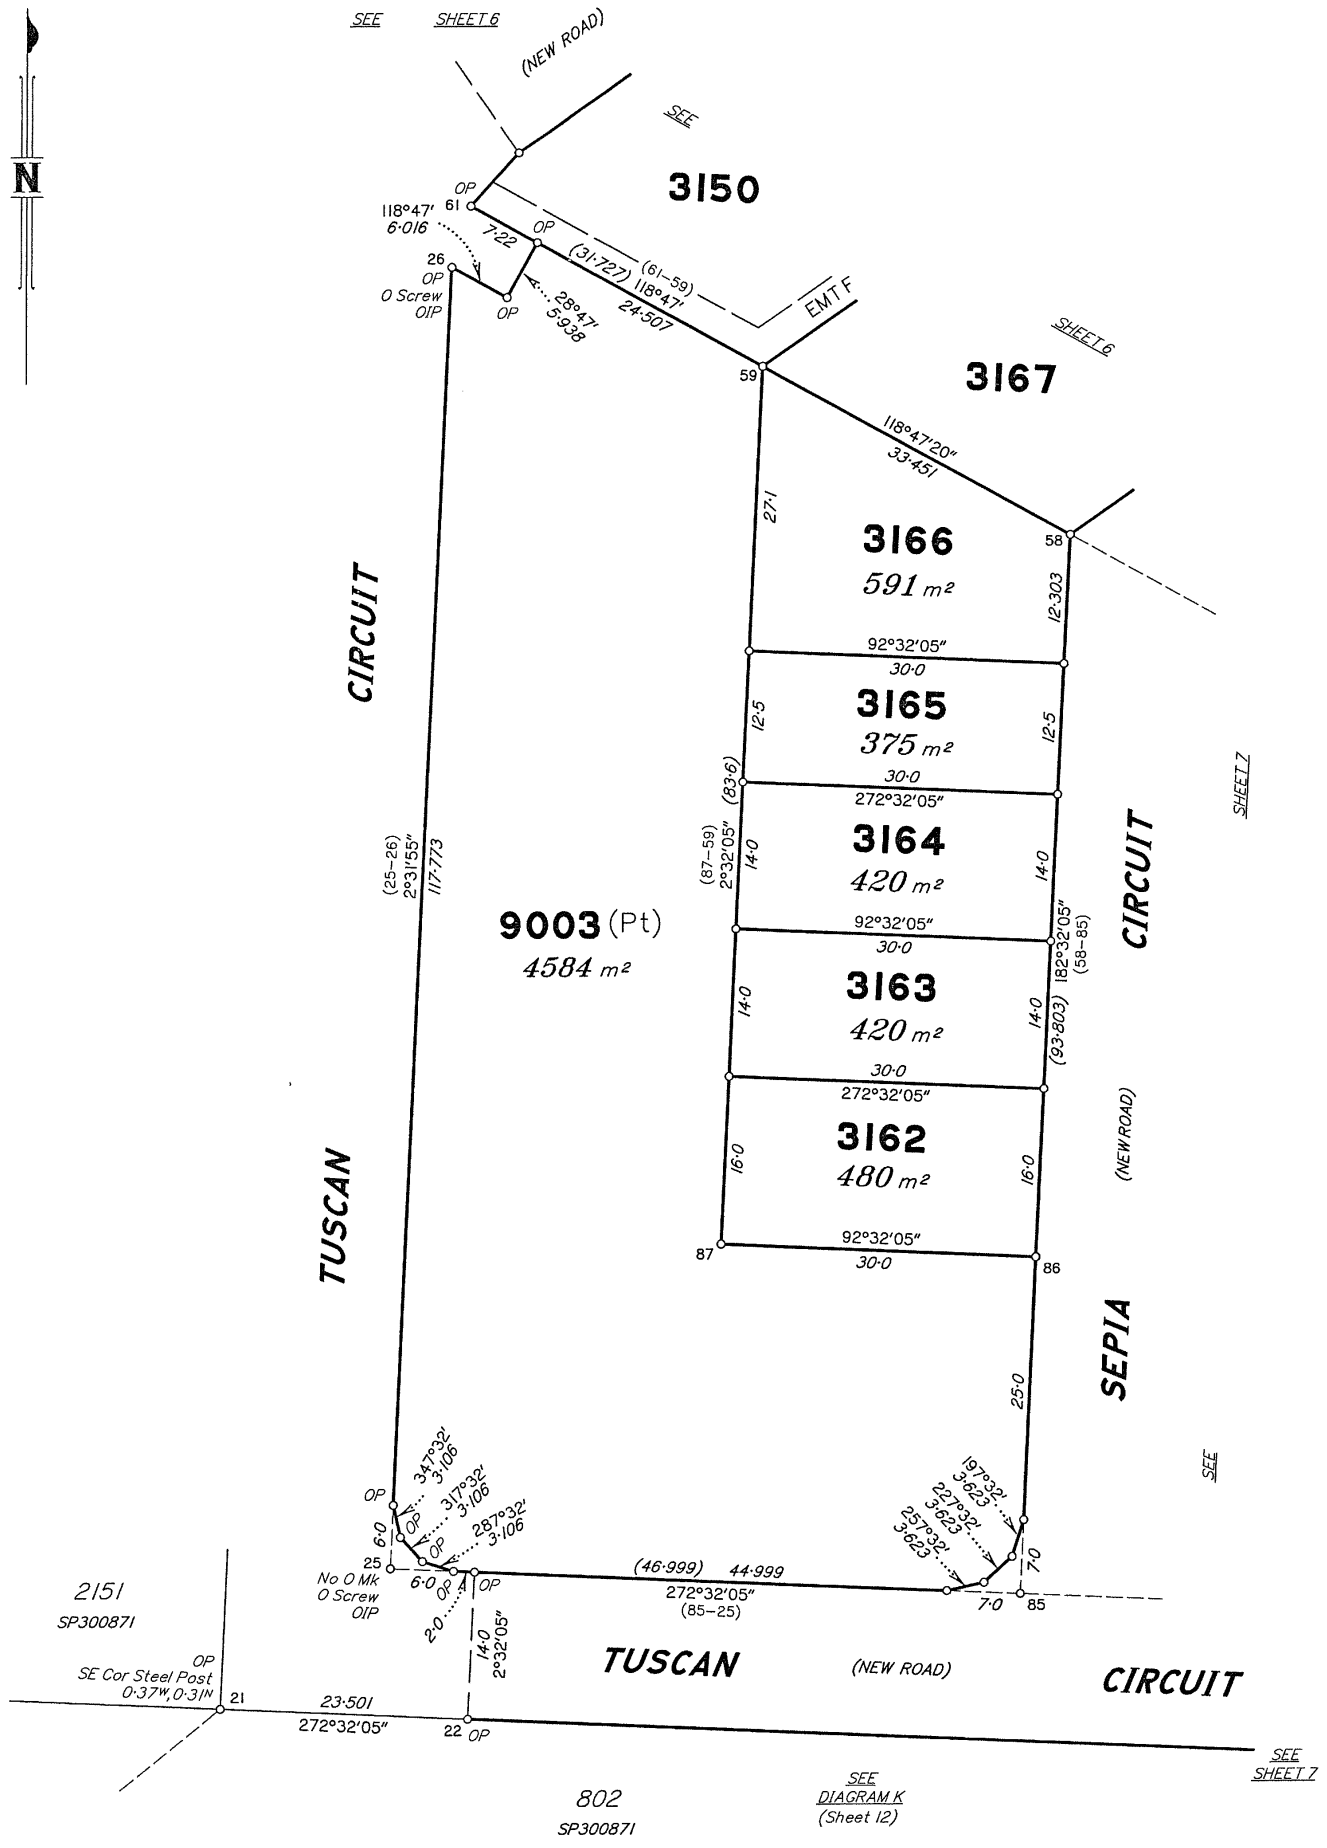 SEE SHEET 6
(NEW ROAD)
SEE
N
3150
OP
61
118°47'
6·016
7·22
OP
26
OP
O Screw
OIP
OP
28°47'
5·938
(31·727) 118°47'
(61-59)
24·507
EMT F
SHEET 6
59
3167
118°47'20"
33·451
58
27·1
3166
591 m²
12·303
92°32'05"
30·0
CIRCUIT
12·5
3165
375 m²
12·5
30·0
272°32'05"
SHEET 7
(83·6)
(87-59)
2°32'05"
14·0
3164
420 m²
14·0
CIRCUIT
(25-26)
2°31'55"
117·773
9003 (Pt)
4584 m²
92°32'05"
30·0
182°32'05"
(58-85)
14·0
3163
420 m²
14·0
(93·803)
30·0
272°32'05"
(NEW ROAD)
16·0
3162
480 m²
16·0
TUSCAN
92°32'05"
30·0
87
86
SEPIA
25·0
SEE
347°32'
3·106
317°32'
3·106
287°32'
3·106
197°32'
3·623
227°32'
3·623
257°32'
3·623
OP
6·0
OP
OP
25
No O Mk
O Screw
OIP
6·0
OP
2·0
OP
(46·999) 44·999
272°32'05"
(85-25)
7·0
7·0
85
2151
SP300871
14·0
2°32'05"
TUSCAN (NEW ROAD) CIRCUIT
OP
SE Cor Steel Post
0·37W, 0·31N
21
23·501
272°32'05"
22 OP
SEE
SHEET 7
802
SP300871
SEE
DIAGRAM K
(Sheet 12)